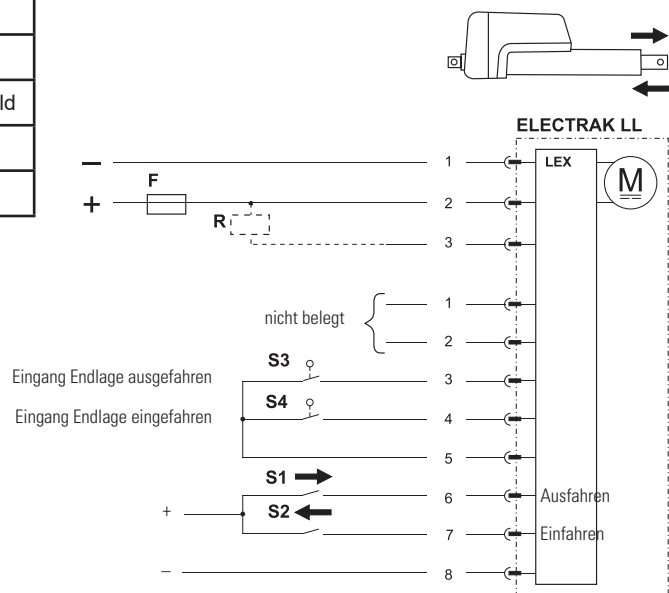 ld
ELECTRAK LL
− 1 LEX M
F
+ 2
R
3
1
nicht belegt
2
S3
Eingang Endlage ausgefahren 3
S4
Eingang Endlage eingefahren 4
5
S1
6 Ausfahren
+ S2
7 Einfahren
− 8